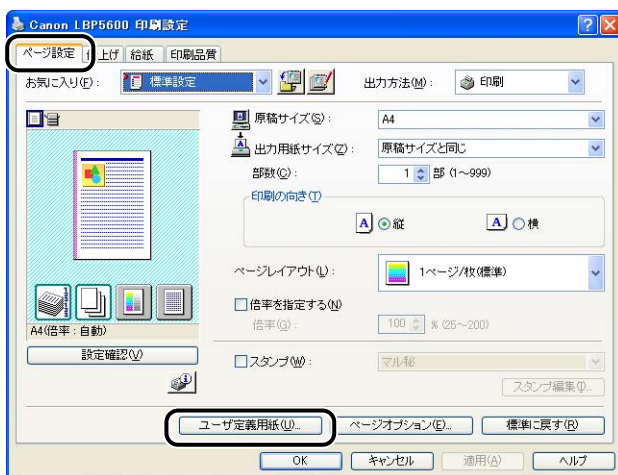 Canon LBP5600 印刷設定
ページ設定 上げ 給紙 印刷品質
お気に入り(F): 標準設定 出力方法(M): 印刷
原稿サイズ(S): A4
出力用紙サイズ(Z): 原稿サイズと同じ
部数(C): 1 部 (1～999)
印刷の向き(T)
A 縦 A 横
ページレイアウト(L): 1ページ/枚(標準)
倍率を指定する(N)
倍率(G): 100 % (25～200)
A4(倍率：自動)
設定確認(V)
スタンプ(W): マル秘
スタンプ編集(I)...
ユーザ定義用紙(U)... ページオプション(E)... 標準に戻す(R)
OK キャンセル 適用(A) ヘルプ